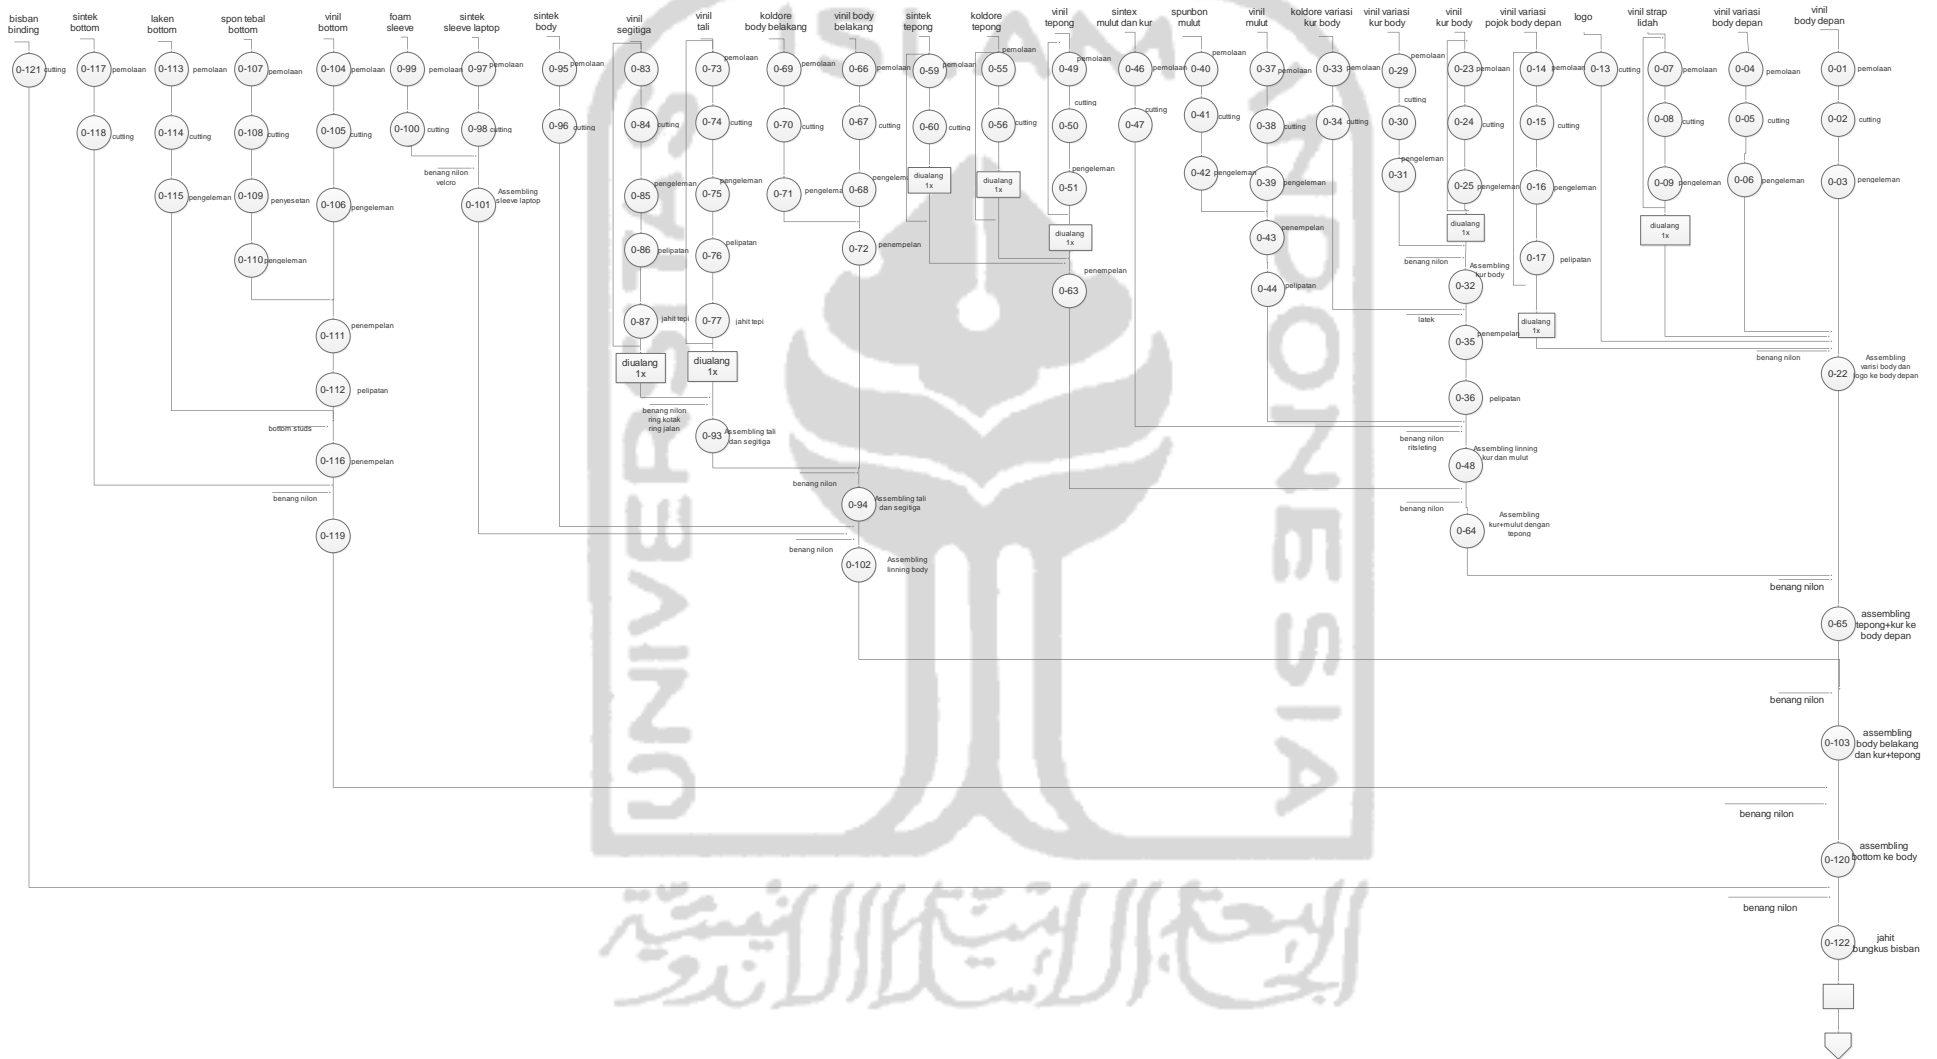 bisban
binding
sintek
bottom
laken
bottom
spon tebal
bottom
vinil
bottom
foam
sleeve
sintek
sleeve laptop
sintek
body
vinil
segitiga
vinil
tali
koldore
body belakang
vinil body
belakang
sintek
tepong
koldore
tepong
vinil
tepong
sintex
mulut dan kur
spunbon
mulut
vinil
mulut
koldore variasi
kur body
vinil variasi
kur body
vinil
kur body
vinil variasi
pojok body depan
logo
vinil strap
lidah
vinil variasi
body depan
vinil
body depan
0-121 cutting
0-117 pemolaan
0-118 cutting
0-113 pemolaan
0-114 cutting
0-115 pengeleman
0-107 pemolaan
0-108 cutting
0-109 penyesetan
0-110 pengeleman
0-104 pemolaan
0-105 cutting
0-106 pengeleman
0-111 penempelan
0-112 pelipatan
bottom studs
0-116 penempelan
benang nilon
0-119
0-99 pemolaan
0-100 cutting
0-97 pemolaan
0-98 cutting
benang nilon
velcro
0-101
Assembling
sleeve laptop
0-95 pemolaan
0-96 cutting
0-83
0-84 cutting
0-85 pengeleman
0-86 pelipatan
0-87 jahit tepi
diualang
1x
benang nilon
ring kotak
ring jalan
0-73 pemolaan
0-74 cutting
0-75 pengeleman
0-76 pelipatan
0-77 jahit tepi
diualang
1x
0-93
Assembling tali
dan segitiga
0-69 pemolaan
0-70 cutting
0-71 pengeleman
0-66 pemolaan
0-67 cutting
0-68 pengelem
0-72 penempelan
benang nilon
0-94
Assembling tali
dan segitiga
benang nilon
0-102
Assembling
linning body
0-59 pemolaan
0-60 cutting
diualang
1x
0-55 pemolaan
0-56 cutting
diualang
1x
0-49 pemolaan
0-50 cutting
0-51 pengeleman
diualang
1x
0-63 penempelan
0-46 pemolaan
0-47 cutting
0-40
0-41 cutting
0-42 pengeleman
0-37 pemolaan
0-38 cutting
0-39 pengeleman
0-43 penempelan
0-44 pelipatan
0-33 pemolaan
0-34 cutting
0-29 pemolaan
0-30 cutting
0-31 pengeleman
0-23 pemolaan
0-24 cutting
0-25 pengeleman
diualang
1x
benang nilon
0-32
Assembling
kur body
latek
0-35 penempelan
0-36 pelipatan
benang nilon
ritsleting
0-48
Assembling linning
kur dan mulut
benang nilon
0-64
Assembling
kur+mulut dengan
tepong
0-14 pemolaan
0-15 cutting
0-16 pengeleman
0-17 pelipatan
diualang
1x
0-13 cutting
0-07 pemolaan
0-08 cutting
0-09 pengeleman
diualang
1x
0-04 pemolaan
0-05 cutting
0-06 pengeleman
0-01 pemolaan
0-02 cutting
0-03 pengeleman
benang nilon
0-22
Assembling
varisi body dan
logo ke body depan
benang nilon
0-65
assembling
tepong+kur ke
body depan
benang nilon
0-103
assembling
body belakang
dan kur+tepong
benang nilon
0-120
assembling
bottom ke body
benang nilon
0-122
jahit
bungkus bisban
UNIVERSITAS
ISLAM
INDONESIA